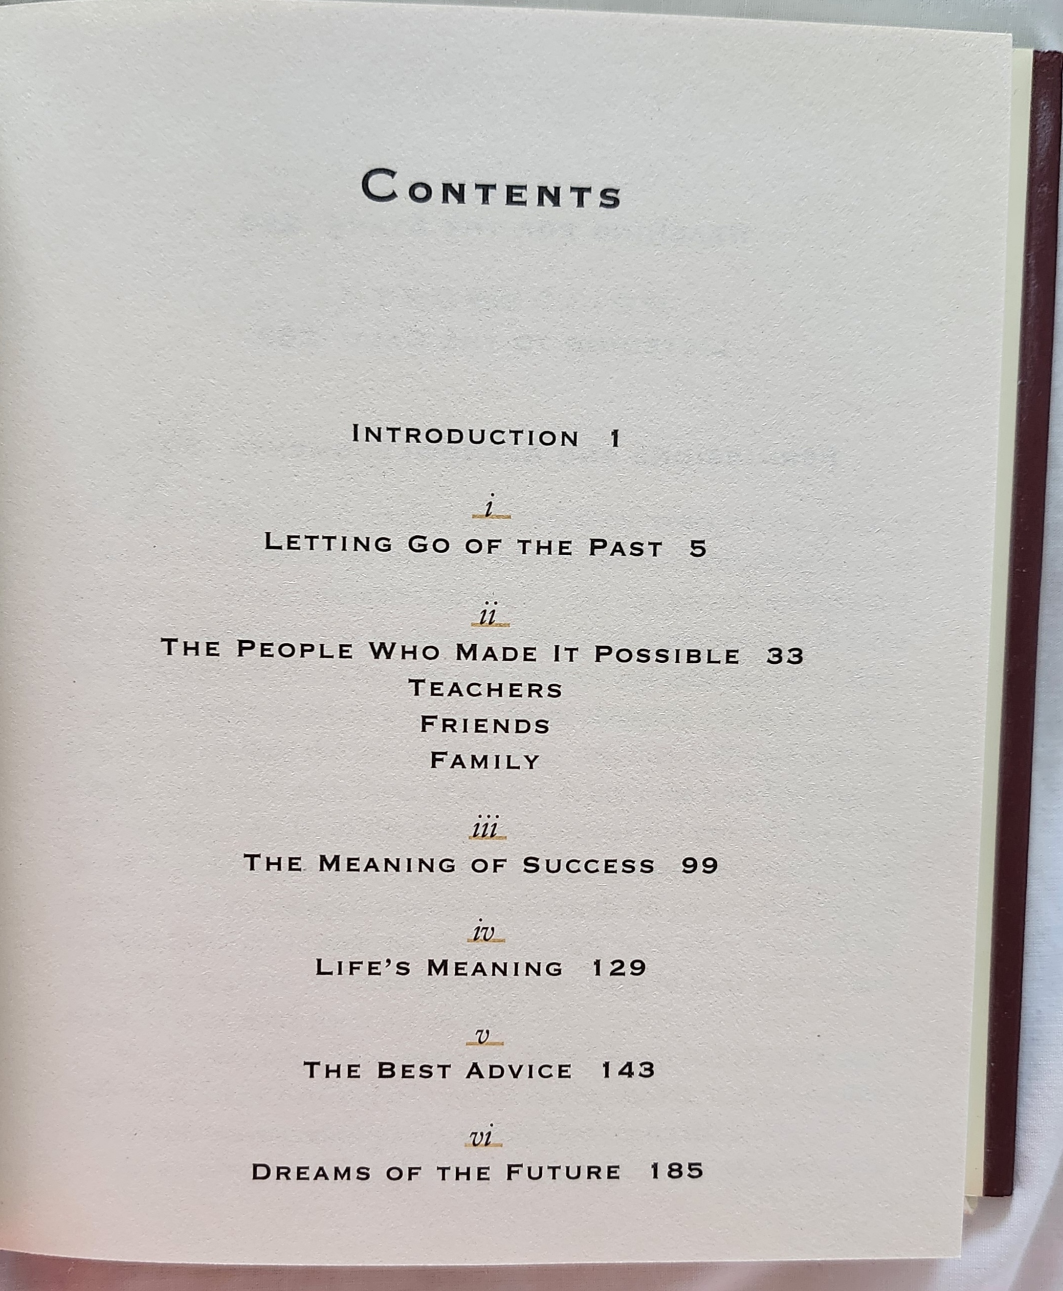 Contents
Introduction 1
i
Letting Go of the Past 5
ii
The People Who Made It Possible 33
Teachers
Friends
Family
iii
The Meaning of Success 99
iv
Life's Meaning 129
v
The Best Advice 143
vi
Dreams of the Future 185